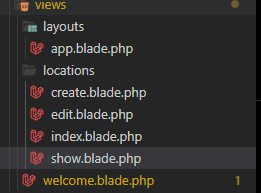 views
layouts
app.blade.php
locations
create.blade.php
edit.blade.php
index.blade.php
show.blade.php
welcome.blade.php 1